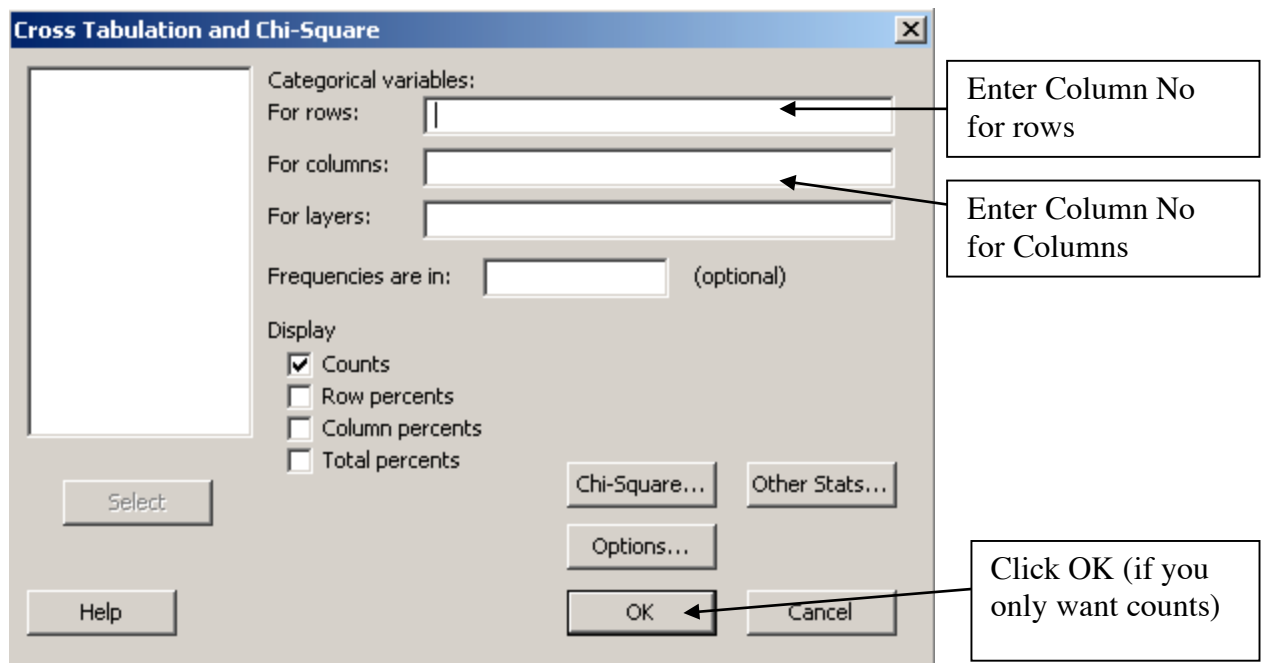 Cross Tabulation and Chi-Square
Categorical variables:
For rows:
For columns:
For layers:
Frequencies are in:
(optional)
Display
Counts
Row percents
Column percents
Total percents
Select
Chi-Square...
Other Stats...
Options...
Help
OK
Cancel
Enter Column No
for rows
Enter Column No
for Columns
Click OK (if you
only want counts)